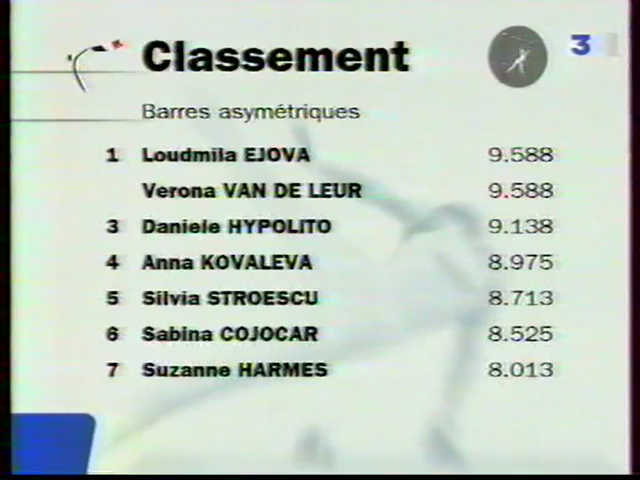 Classement
3
Barres asymétriques
1 Loudmila EJOVA 9.588
Verona VAN DE LEUR 9.588
3 Daniele HYPOLITO 9.138
4 Anna KOVALEVA 8.975
5 Silvia STROESCU 8.713
6 Sabina COJOCAR 8.525
7 Suzanne HARMES 8.013